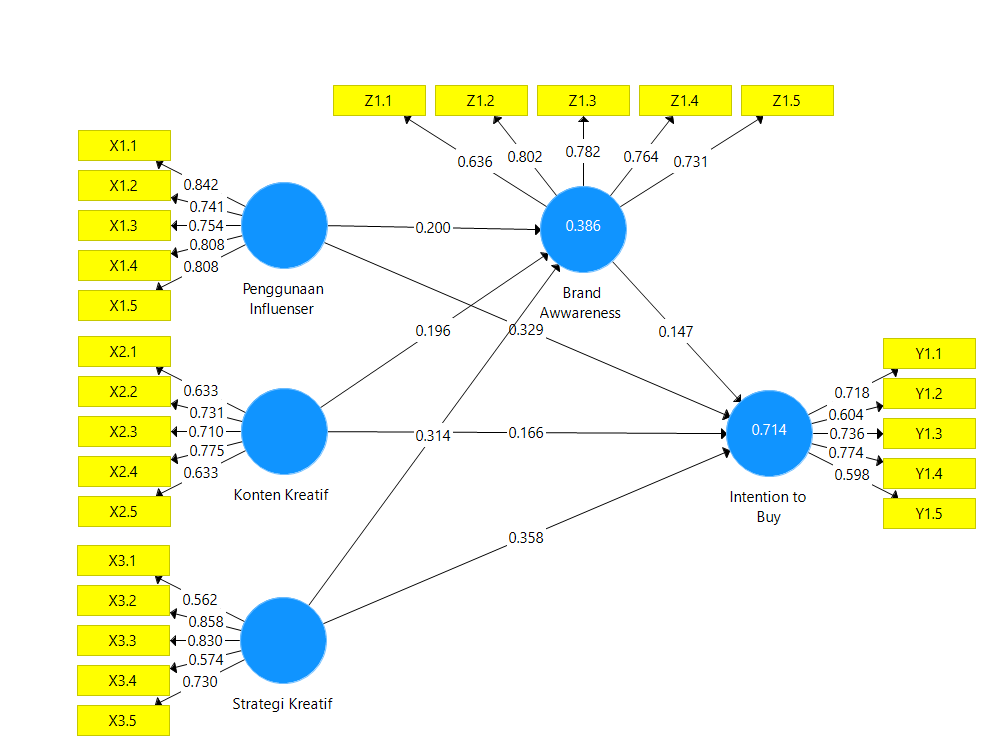 Z1.1
Z1.2
Z1.3
Z1.4
Z1.5
0.636
0.802
0.782
0.764
0.731
X1.1
X1.2
X1.3
X1.4
X1.5
0.842
0.741
0.754
0.808
0.808
Penggunaan
Influenser
0.200
0.386
Brand
Awwareness
0.196
0.329
0.147
X2.1
X2.2
X2.3
X2.4
X2.5
0.633
0.731
0.710
0.775
0.633
Konten Kreatif
0.314
0.166
0.714
Intention to
Buy
0.718
0.604
0.736
0.774
0.598
Y1.1
Y1.2
Y1.3
Y1.4
Y1.5
0.358
X3.1
X3.2
X3.3
X3.4
X3.5
0.562
0.858
0.830
0.574
0.730
Strategi Kreatif